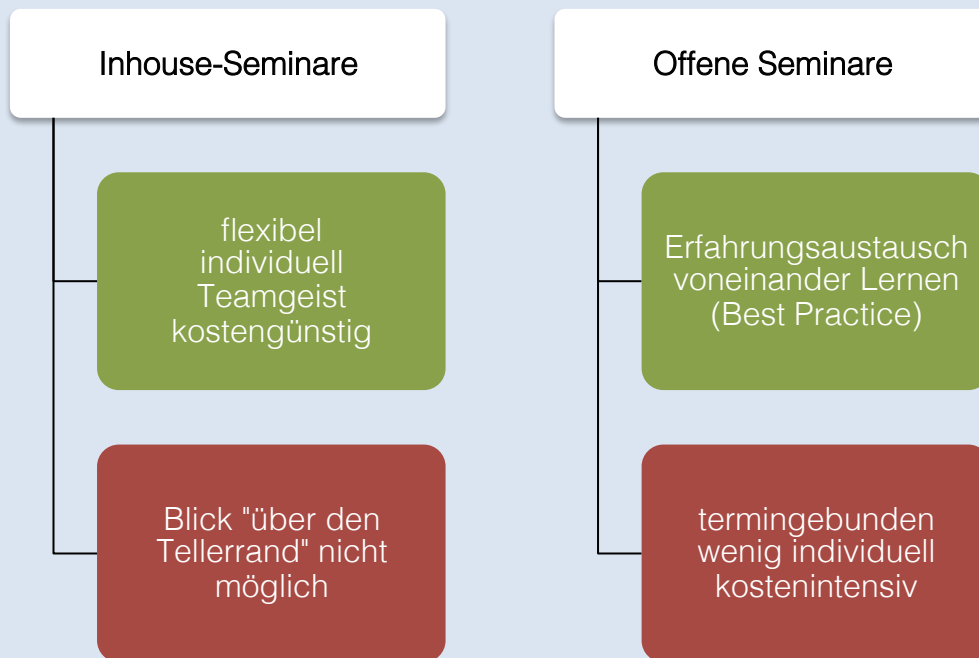 Inhouse-Seminare
flexibel
individuell
Teamgeist
kostengünstig
Blick "über den
Tellerrand" nicht
möglich
Offene Seminare
Erfahrungsaustausch
voneinander Lernen
(Best Practice)
termingebunden
wenig individuell
kostenintensiv